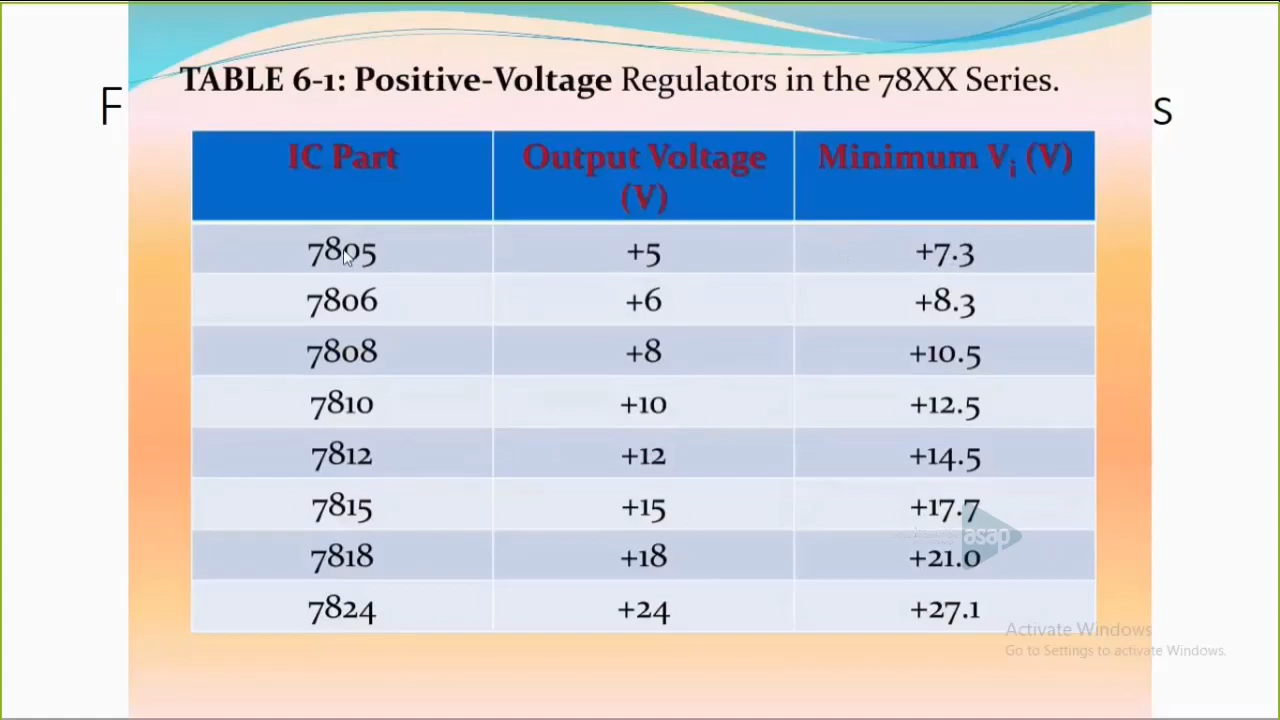 TABLE 6-1: Positive-Voltage Regulators in the 78XX Series.
F
s
IC Part Output Voltage (V) Minimum Vi (V)
7805 +5 +7.3
7806 +6 +8.3
7808 +8 +10.5
7810 +10 +12.5
7812 +12 +14.5
7815 +15 +17.7
asap
7818 +18 +21.0
7824 +24 +27.1
Activate Windows
Go to Settings to activate Windows.